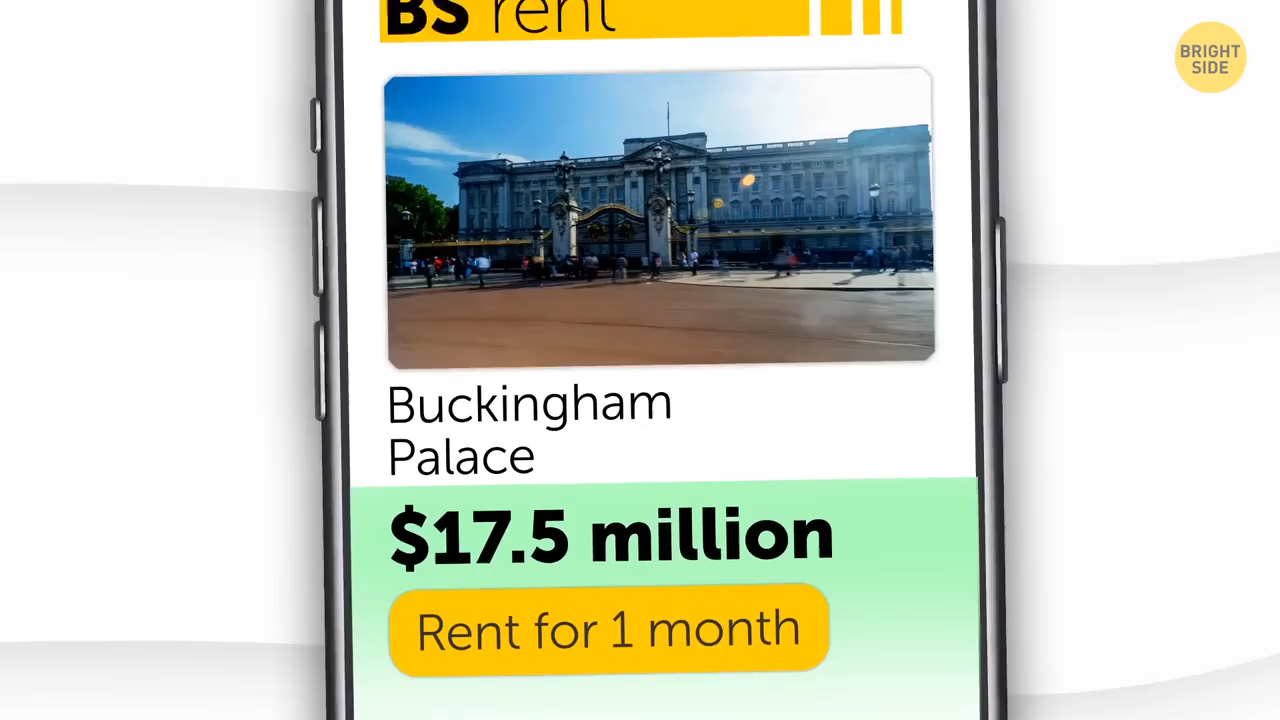 BS rent
BRIGHT
SIDE
Buckingham
Palace
$17.5 million
Rent for 1 month